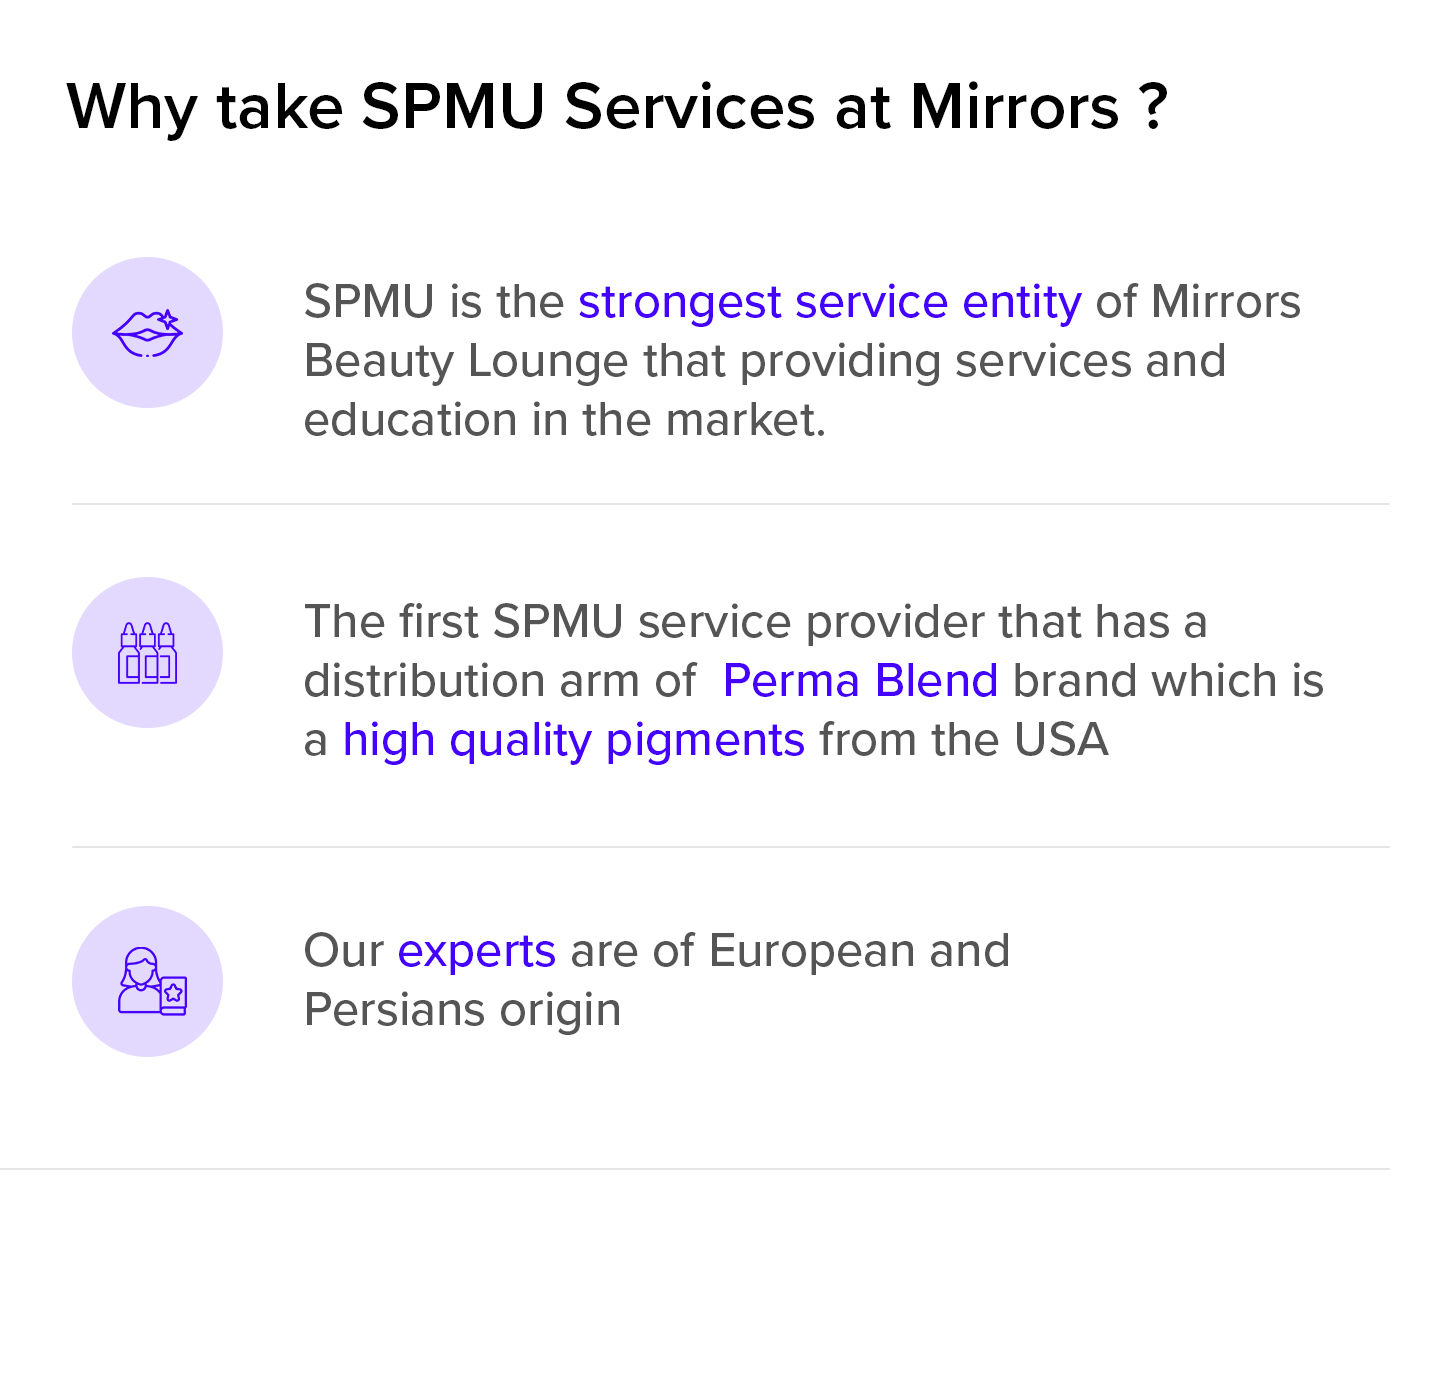 Why take SPMU Services at Mirrors ?
SPMU is the strongest service entity of Mirrors
Beauty Lounge that providing services and
education in the market.
The first SPMU service provider that has a
distribution arm of  Perma Blend brand which is
a high quality pigments from the USA
Our experts are of European and
Persians origin